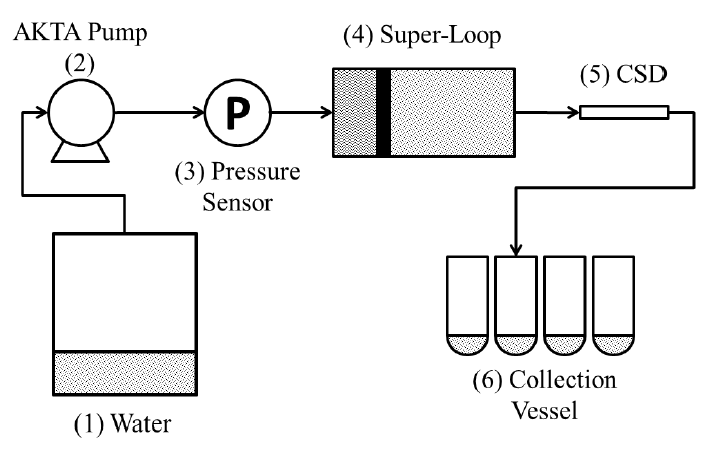 AKTA Pump
(2)
(4) Super-Loop
(5) CSD
P
(3) Pressure
Sensor
(6) Collection
Vessel
(1) Water